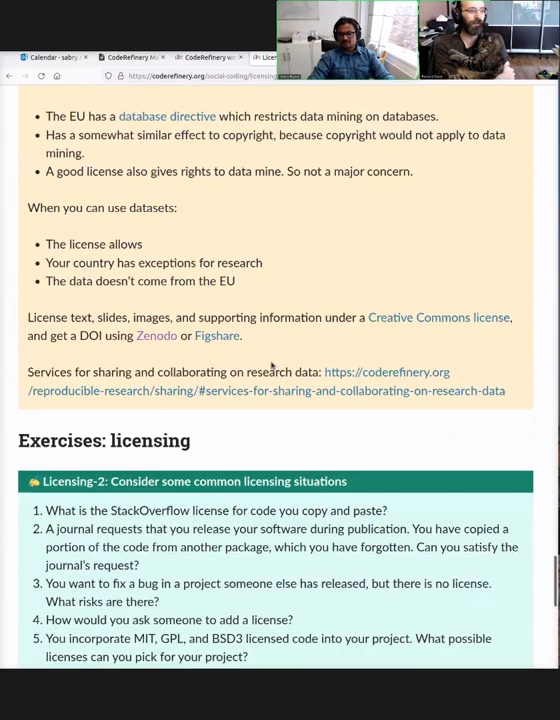 Calendar - sabry.
CodeRefinery Ma
CodeRefinery wo
Licen
https://coderefinery.org/social-coding/licensing
The EU has a database directive which restricts data mining on databases.
Has a somewhat similar effect to copyright, because copyright would not apply to data
mining.
A good license also gives rights to data mine. So not a major concern.
When you can use datasets:
The license allows
Your country has exceptions for research
The data doesn't come from the EU
License text, slides, images, and supporting information under a Creative Commons license,
and get a DOI using Zenodo or Figshare.
Services for sharing and collaborating on research data: https://coderefinery.org
/reproducible-research/sharing/#services-for-sharing-and-collaborating-on-research-data
Exercises: licensing
Licensing-2: Consider some common licensing situations
1. What is the StackOverflow license for code you copy and paste?
2. A journal requests that you release your software during publication. You have copied a
portion of the code from another package, which you have forgotten. Can you satisfy the
journal's request?
3. You want to fix a bug in a project someone else has released, but there is no license.
What risks are there?
4. How would you ask someone to add a license?
5. You incorporate MIT, GPL, and BSD3 licensed code into your project. What possible
licenses can you pick for your project?